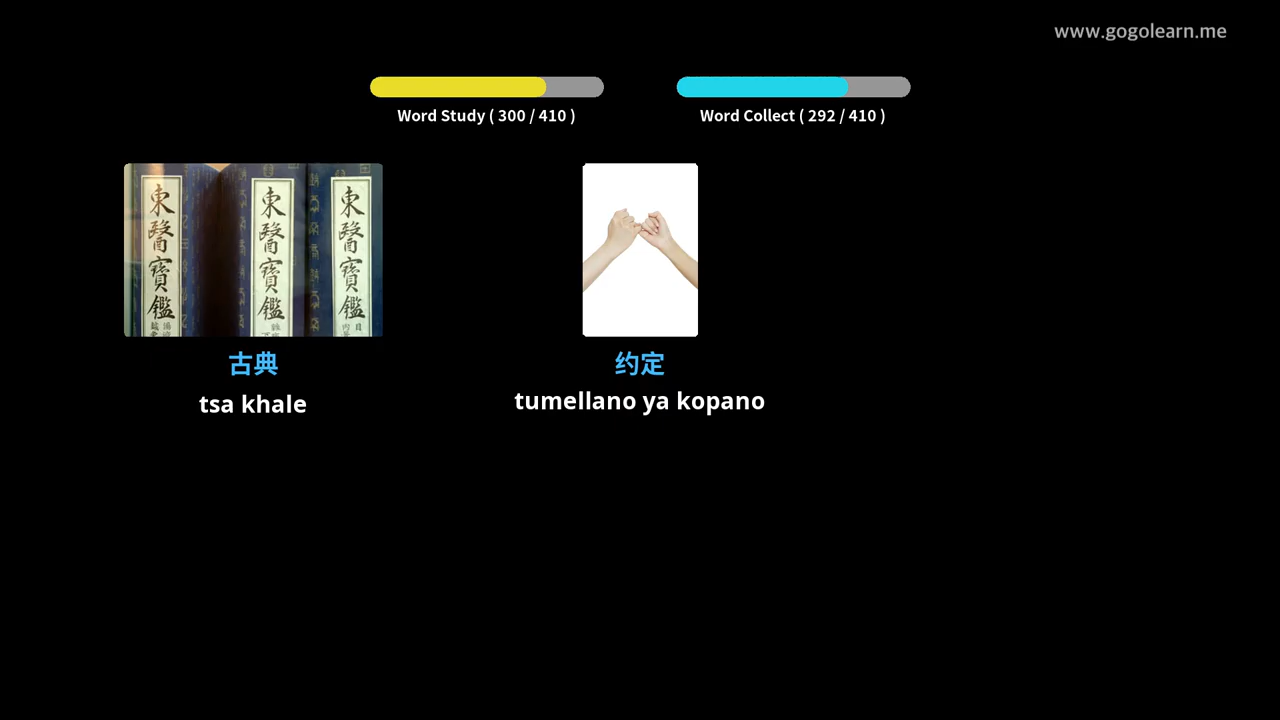 www.gogolearn.me
Word Study ( 300 / 410 )
Word Collect ( 292 / 410 )
東醫寶鑑
東醫寶鑑
東醫寶鑑
古典
约定
tsa khale
tumellano ya kopano